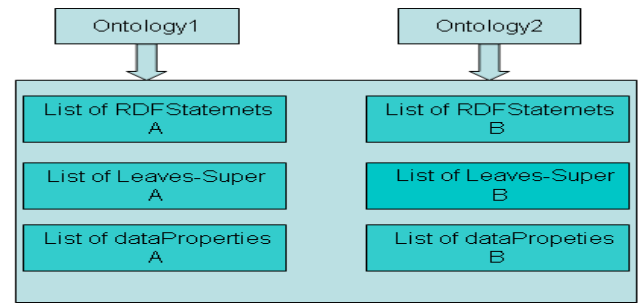 Ontology1
Ontology2
List of RDFStatemets
A
List of RDFStatemets
B
List of Leaves-Super
A
List of Leaves-Super
B
List of dataProperties
A
List of dataPropeties
B